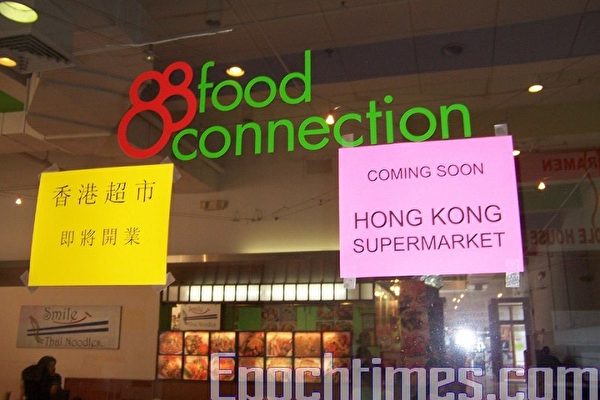 88 food
connection
香港超市
即將開業
COMING SOON
HONG KONG
SUPERMARKET
RAMEN
Smile
Thai Noodles
Epochtimes.com